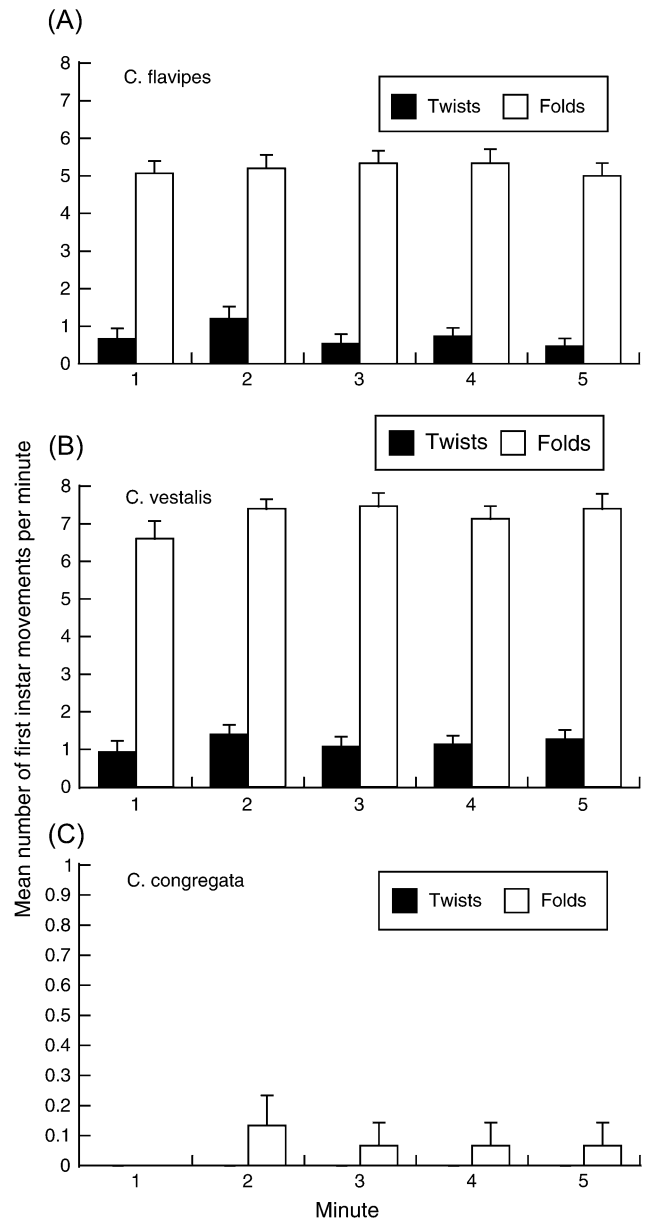 (A)
C. flavipes
Twists Folds
8
7
6
5
4
3
2
1
0
1 2 3 4 5
(B)
Twists Folds
C. vestalis
8
7
6
5
4
3
2
1
0
1 2 3 4 5
Mean number of first instar movements per minute
(C)
C. congregata
Twists Folds
1
0.9
0.8
0.7
0.6
0.5
0.4
0.3
0.2
0.1
0
1 2 3 4 5
Minute